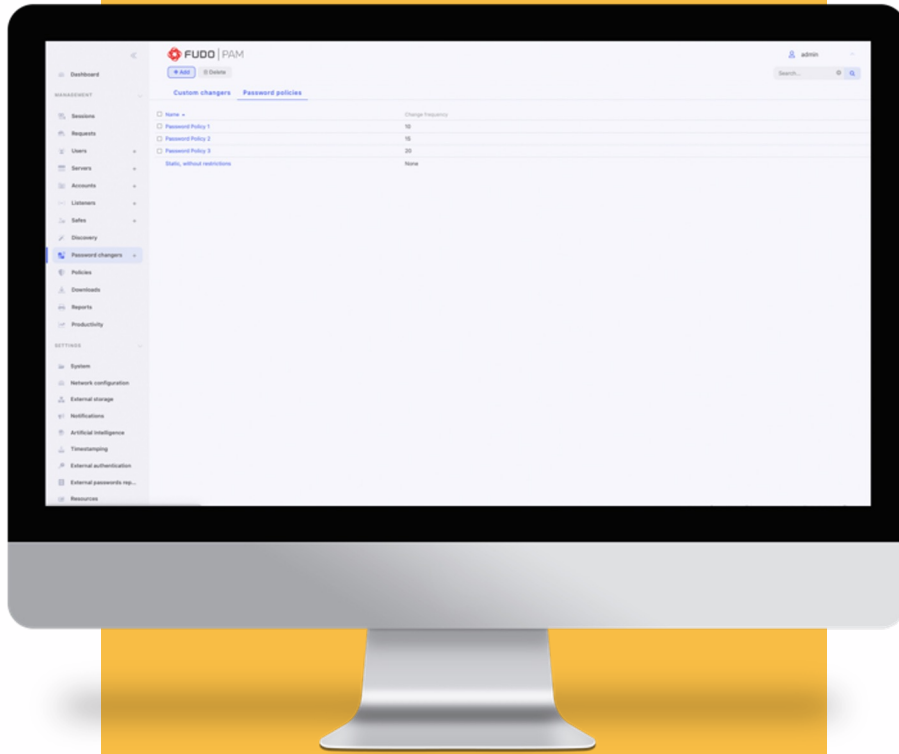 FUDO | PAM
admin
+ Add
Delete
Search...
Custom changers
Password policies
Name
Change frequency
Password Policy 1
10
Password Policy 2
15
Password Policy 3
20
Static, without restrictions
None
Dashboard
MANAGEMENT
Sessions
Requests
Users +
Servers +
Accounts +
Listeners +
Safes +
Discovery
Password changers +
Policies
Downloads
Reports
Productivity
SETTINGS
System
Network configuration
External storage
Notifications
Artificial Intelligence
Timestamping
External authentication
External passwords rep...
Resources